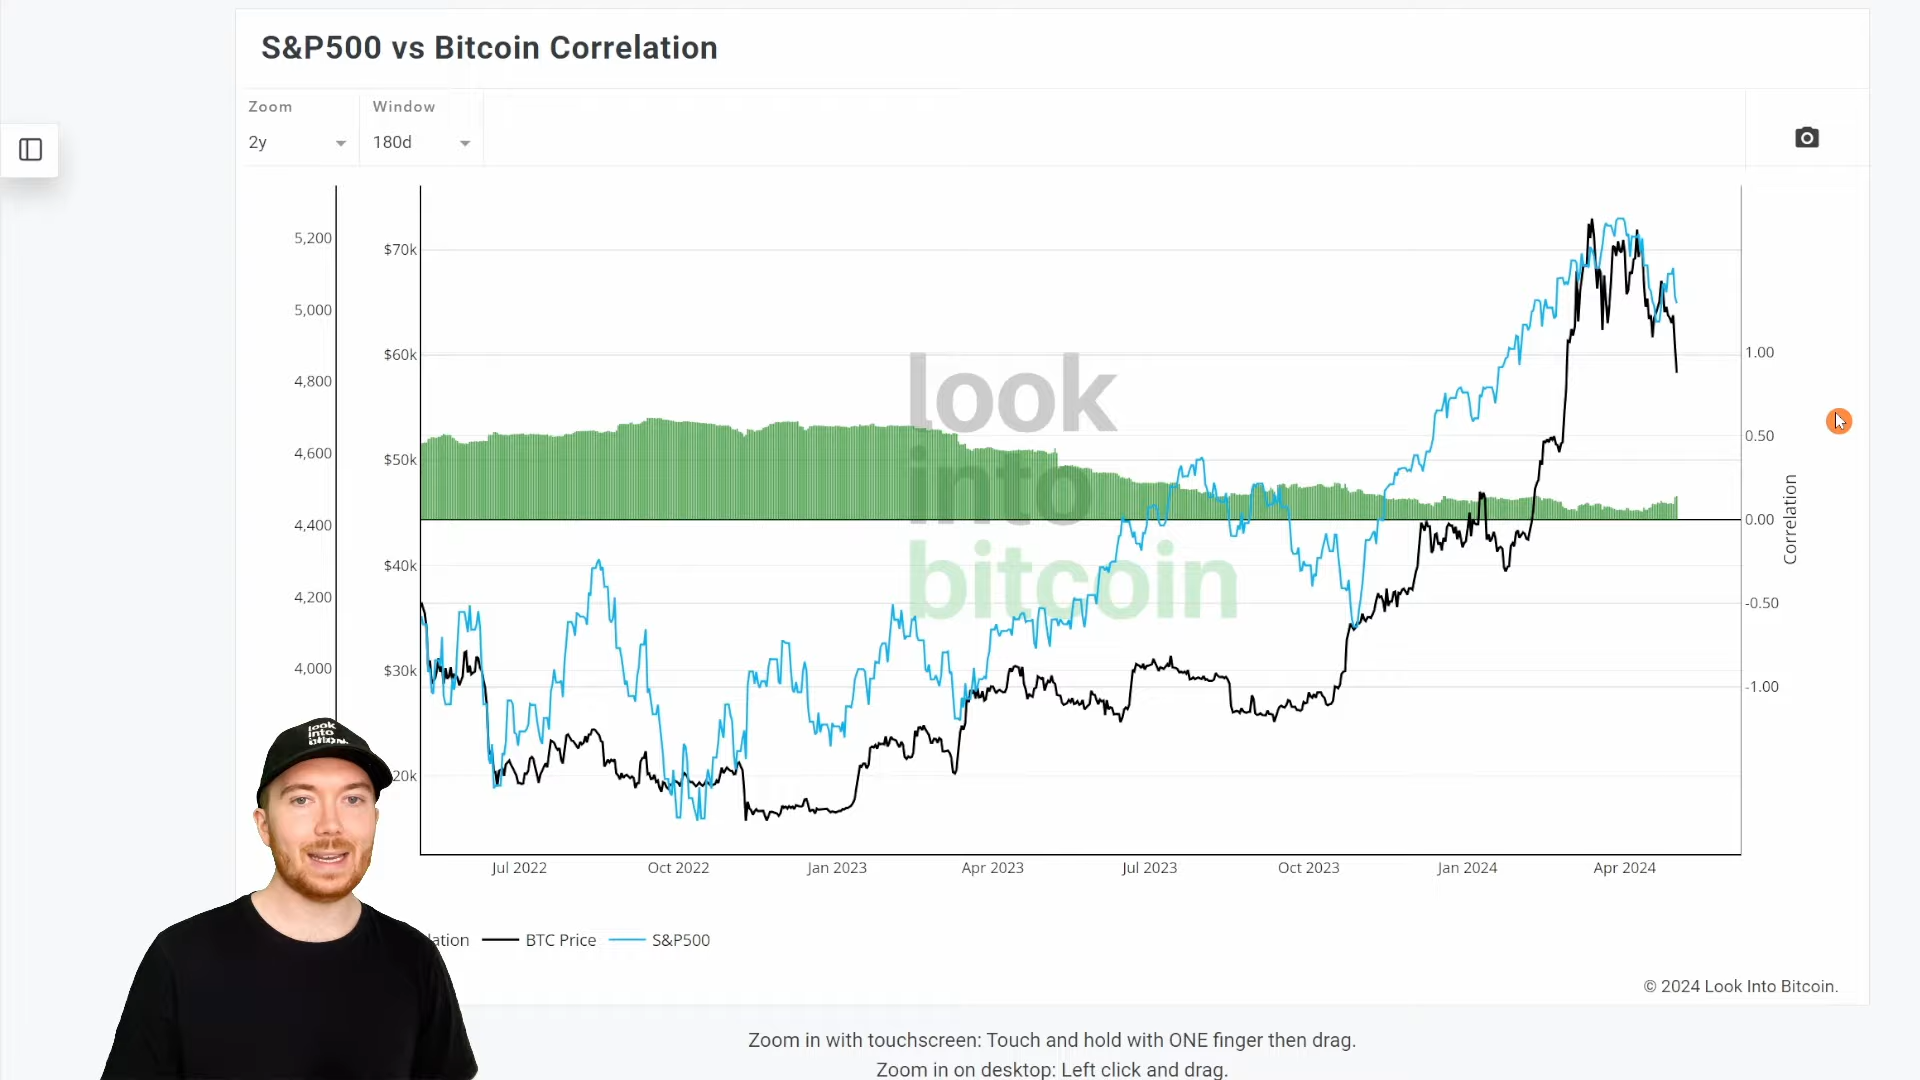 S&P500 vs Bitcoin Correlation
Zoom
Window
2y
180d
5,200
5,000
4,800
4,600
4,400
4,200
4,000
$70k
$60k
$50k
$40k
$30k
20k
1.00
0.50
0.00
-0.50
-1.00
Correlation
look
into
bitcoin
Jul 2022
Oct 2022
Jan 2023
Apr 2023
Jul 2023
Oct 2023
Jan 2024
Apr 2024
look
into
lation
BTC Price
S&P500
© 2024 Look Into Bitcoin.
Zoom in with touchscreen: Touch and hold with ONE finger then drag.
Zoom in on desktop: Left click and drag.